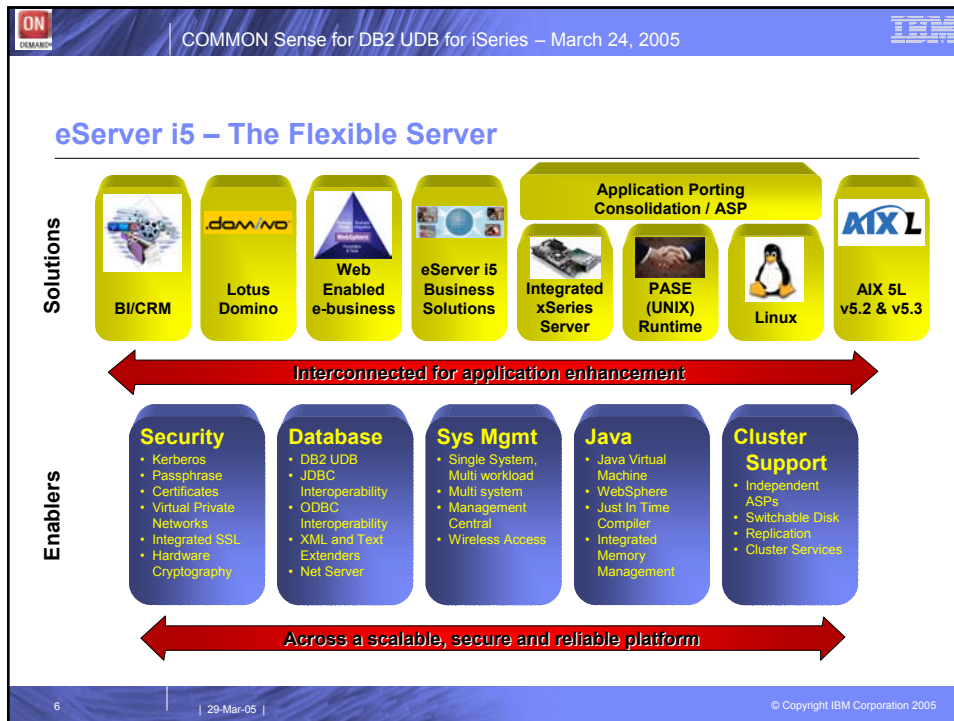 ON
DEMAND
COMMON Sense for DB2 UDB for iSeries – March 24, 2005
IBM
eServer i5 – The Flexible Server
Solutions
BI/CRM
.domino
Lotus
Domino
WebSphere
Web
Enabled
e-business
eServer i5
Business
Solutions
Application Porting
Consolidation / ASP
Integrated
xSeries
Server
PASE
(UNIX)
Runtime
Linux
AIX L
AIX 5L
v5.2 & v5.3
Interconnected for application enhancement
Enablers
Security
• Kerberos
• Passphrase
• Certificates
• Virtual Private
Networks
• Integrated SSL
• Hardware
Cryptography
Database
• DB2 UDB
• JDBC
Interoperability
• ODBC
Interoperability
• XML and Text
Extenders
• Net Server
Sys Mgmt
• Single System,
Multi workload
• Multi system
• Management
Central
• Wireless Access
Java
• Java Virtual
Machine
• WebSphere
• Just In Time
Compiler
• Integrated
Memory
Management
Cluster
Support
• Independent
ASPs
• Switchable Disk
• Replication
• Cluster Services
Across a scalable, secure and reliable platform
6
| 29-Mar-05 |
© Copyright IBM Corporation 2005